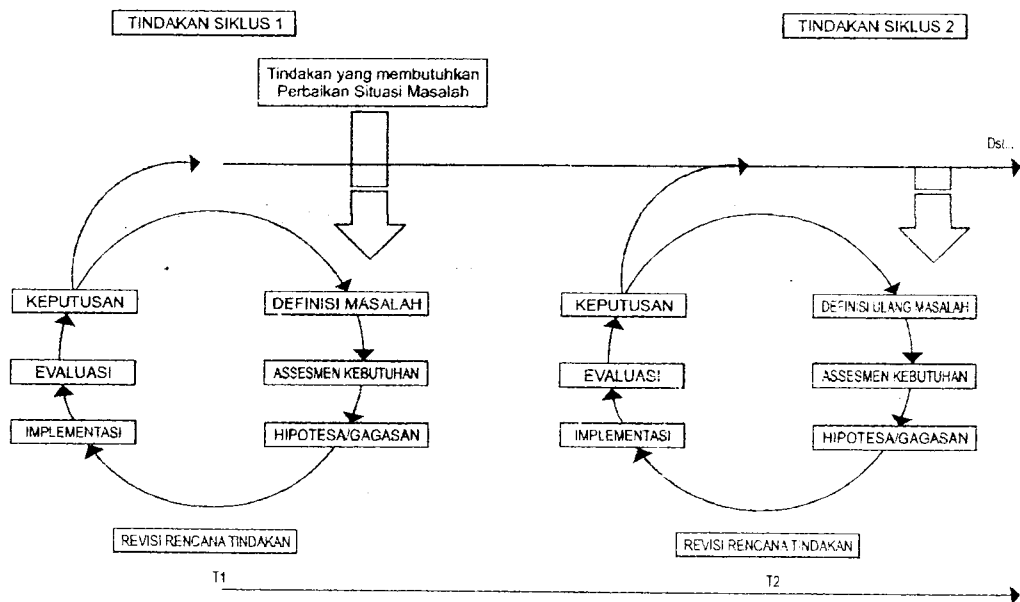 TINDAKAN SIKLUS 1
TINDAKAN SIKLUS 2
Tindakan yang membutuhkan
Perbaikan Situasi Masalah
Dst...
KEPUTUSAN
DEFINISI MASALAH
EVALUASI
ASSESMEN KEBUTUHAN
IMPLEMENTASI
HIPOTESA/GAGASAN
REVISI RENCANA TINDAKAN
T1
KEPUTUSAN
DEFINISI ULANG MASALAH
EVALUASI
ASSESMEN KEBUTUHAN
IMPLEMENTASI
HIPOTESA/GAGASAN
REVISI RENCANA TINDAKAN
T2